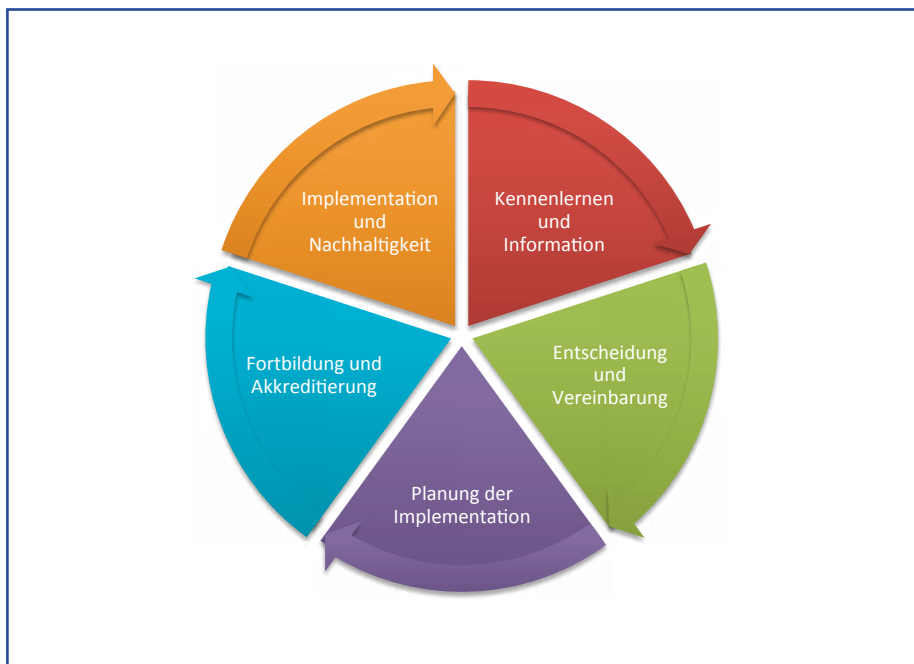 Kennenlernen
und
Information
Entscheidung
und
Vereinbarung
Planung der
Implementation
Fortbildung und
Akkreditierung
Implementation
und
Nachhaltigkeit